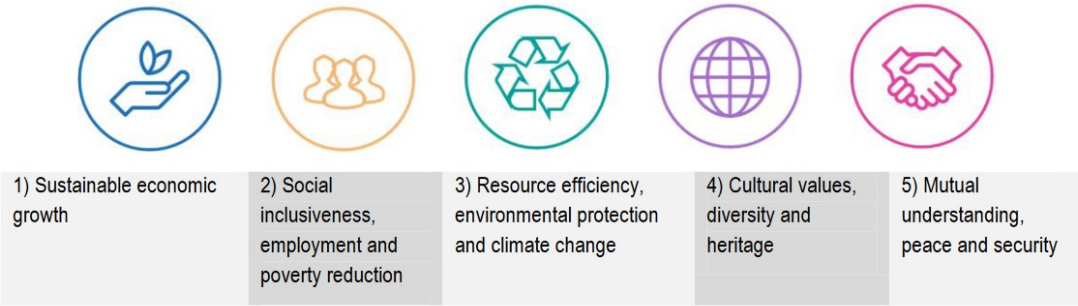 1) Sustainable economic
growth
2) Social
inclusiveness,
employment and
poverty reduction
3) Resource efficiency,
environmental protection
and climate change
4) Cultural values,
diversity and
heritage
5) Mutual
understanding,
peace and security